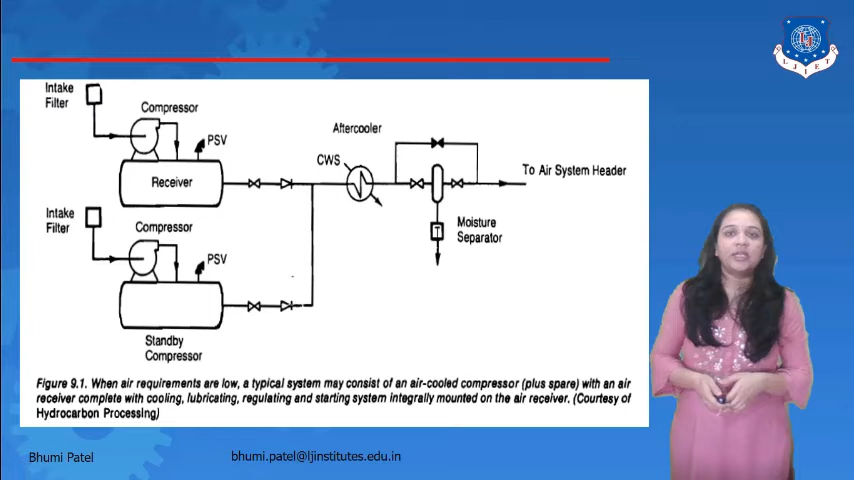 LJIET
Intake
Filter
Compressor
PSV
Receiver
Aftercooler
CWS
To Air System Header
Moisture
Separator
T
Intake
Filter
Compressor
PSV
Standby
Compressor
Figure 9.1. When air requirements are low, a typical system may consist of an air-cooled compressor (plus spare) with an air
receiver complete with cooling, lubricating, regulating and starting system integrally mounted on the air receiver. (Courtesy of
Hydrocarbon Processing)
Bhumi Patel
bhumi.patel@ljinstitutes.edu.in